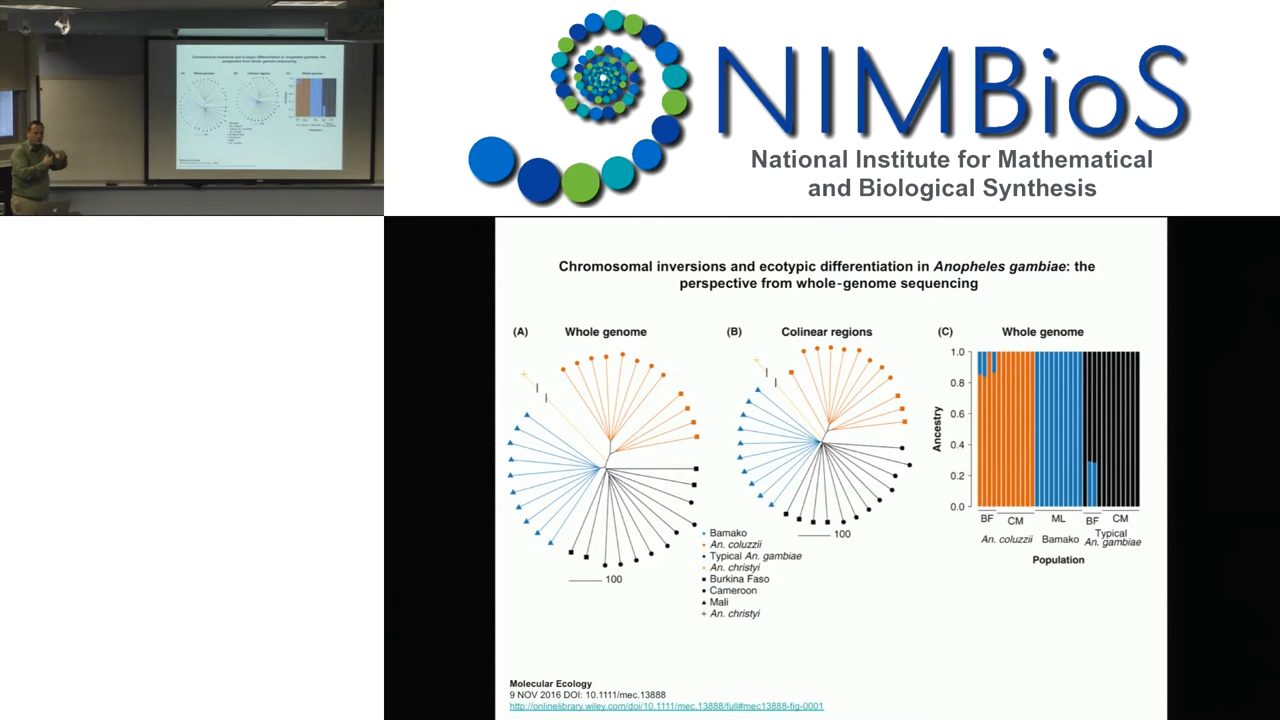 NIMBioS
National Institute for Mathematical
and Biological Synthesis
Chromosomal inversions and ecotypic differentiation in Anopheles gambiae: the
perspective from whole-genome sequencing
(A) Whole genome
(B) Colinear regions
(C) Whole genome
1.0
0.8
0.6
0.4
0.2
0.0
Ancestry
BF CM ML BF CM
An. coluzzii Bamako Typical
An. gambiae
Population
100
100
Bamako
An. coluzzii
Typical An. gambiae
An. christyi
Burkina Faso
Cameroon
Mali
An. christyi
Molecular Ecology
9 NOV 2016 DOI: 10.1111/mec.13888
http://onlinelibrary.wiley.com/doi/10.1111/mec.13888/full#mec13888-fig-0001